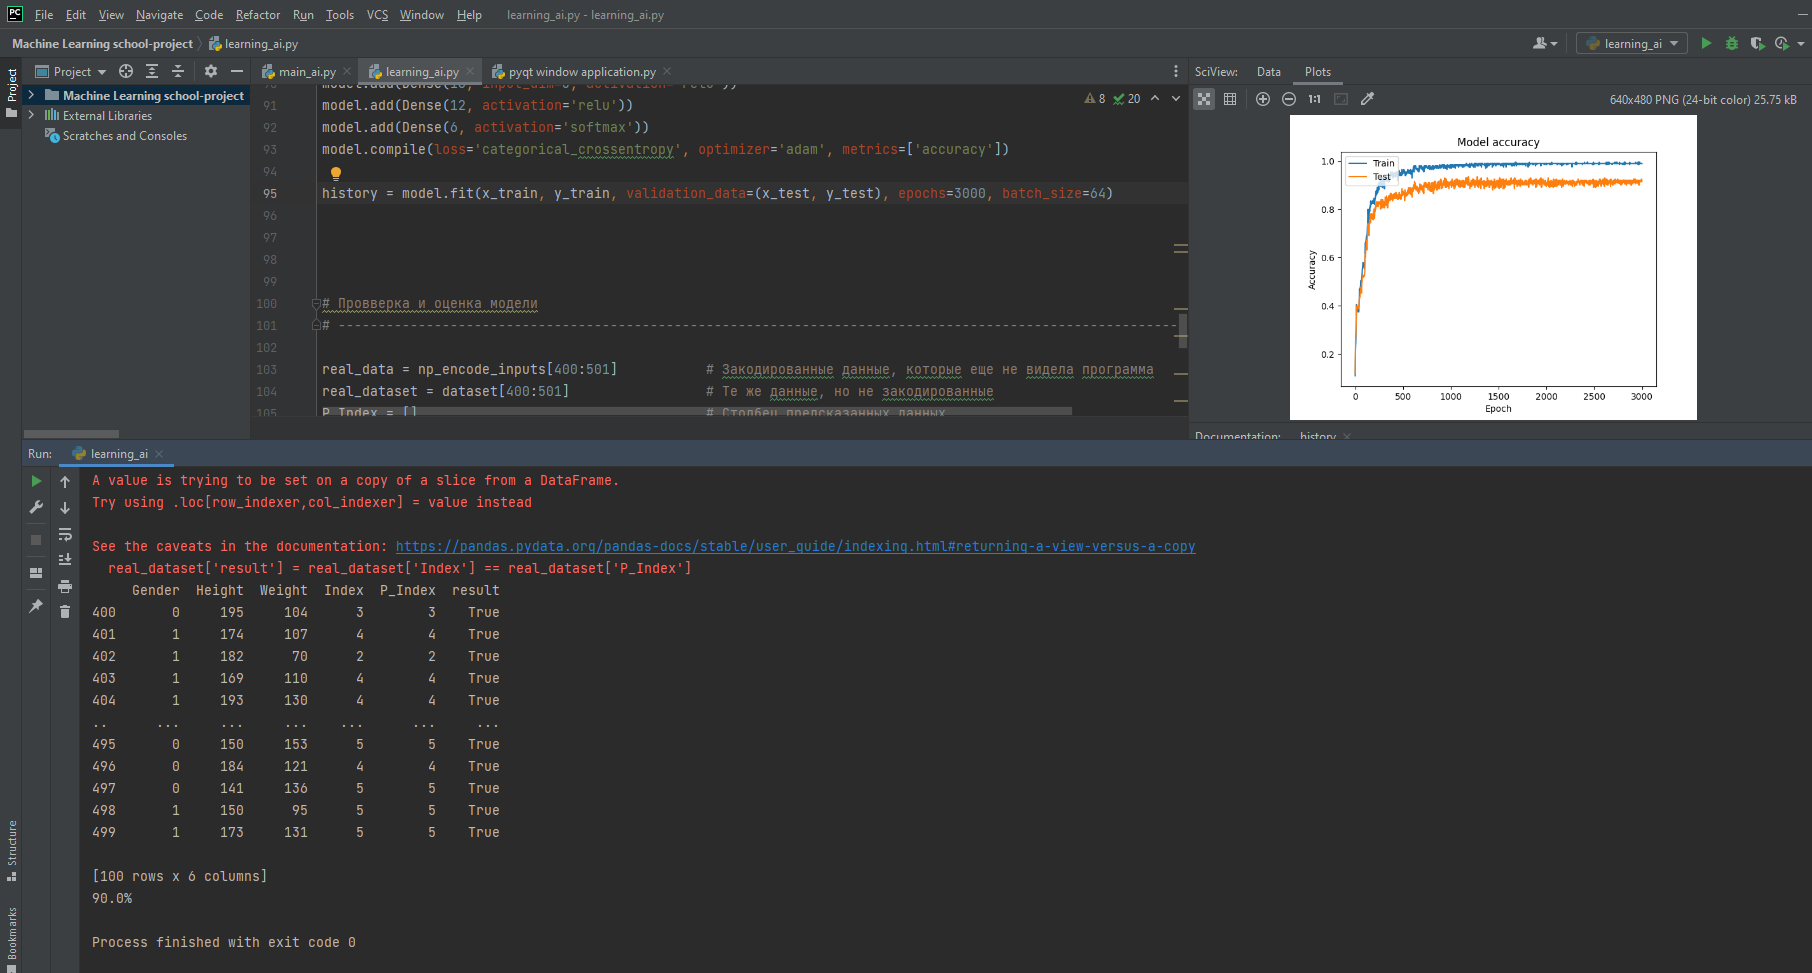 PC File Edit View Navigate Code Refactor Run Tools VCS Window Help learning_ai.py - learning_ai.py
Machine Learning school-project learning_ai.py
learning_ai
Project
Project
main_ai.py
learning_ai.py
pyqt window application.py
SciView: Data Plots
Machine Learning school-project
External Libraries
Scratches and Consoles
8 20
91 model.add(Dense(12, activation='relu'))
92 model.add(Dense(6, activation='softmax'))
93 model.compile(loss='categorical_crossentropy', optimizer='adam', metrics=['accuracy'])
94
95 history = model.fit(x_train, y_train, validation_data=(x_test, y_test), epochs=3000, batch_size=64)
96
97
98
99
100 # Провверка и оценка модели
101 # ---------------------------------------------------------------------------------------------------------
102
103 real_data = np_encode_inputs[400:501] # Закодированные данные, которые еще не видела программа
104 real_dataset = dataset[400:501] # Те же данные, но не закодированные
105 P_Index = [] # Столбец предсказанных данных
1:1 640x480 PNG (24-bit color) 25.75 kB
Model accuracy
Train
Test
1.0
0.8
0.6
0.4
0.2
Accuracy
0 500 1000 1500 2000 2500 3000
Epoch
Documentation: history
Run: learning_ai
A value is trying to be set on a copy of a slice from a DataFrame.
Try using .loc[row_indexer,col_indexer] = value instead
See the caveats in the documentation: https://pandas.pydata.org/pandas-docs/stable/user_guide/indexing.html#returning-a-view-versus-a-copy
real_dataset['result'] = real_dataset['Index'] == real_dataset['P_Index']
Gender Height Weight Index P_Index result
400 0 195 104 3 3 True
401 1 174 107 4 4 True
402 1 182 70 2 2 True
403 1 169 110 4 4 True
404 1 193 130 4 4 True
.. ... ... ... ... ... ...
495 0 150 153 5 5 True
496 0 184 121 4 4 True
497 0 141 136 5 5 True
498 1 150 95 5 5 True
499 1 173 131 5 5 True
[100 rows x 6 columns]
90.0%
Process finished with exit code 0
Structure
Bookmarks